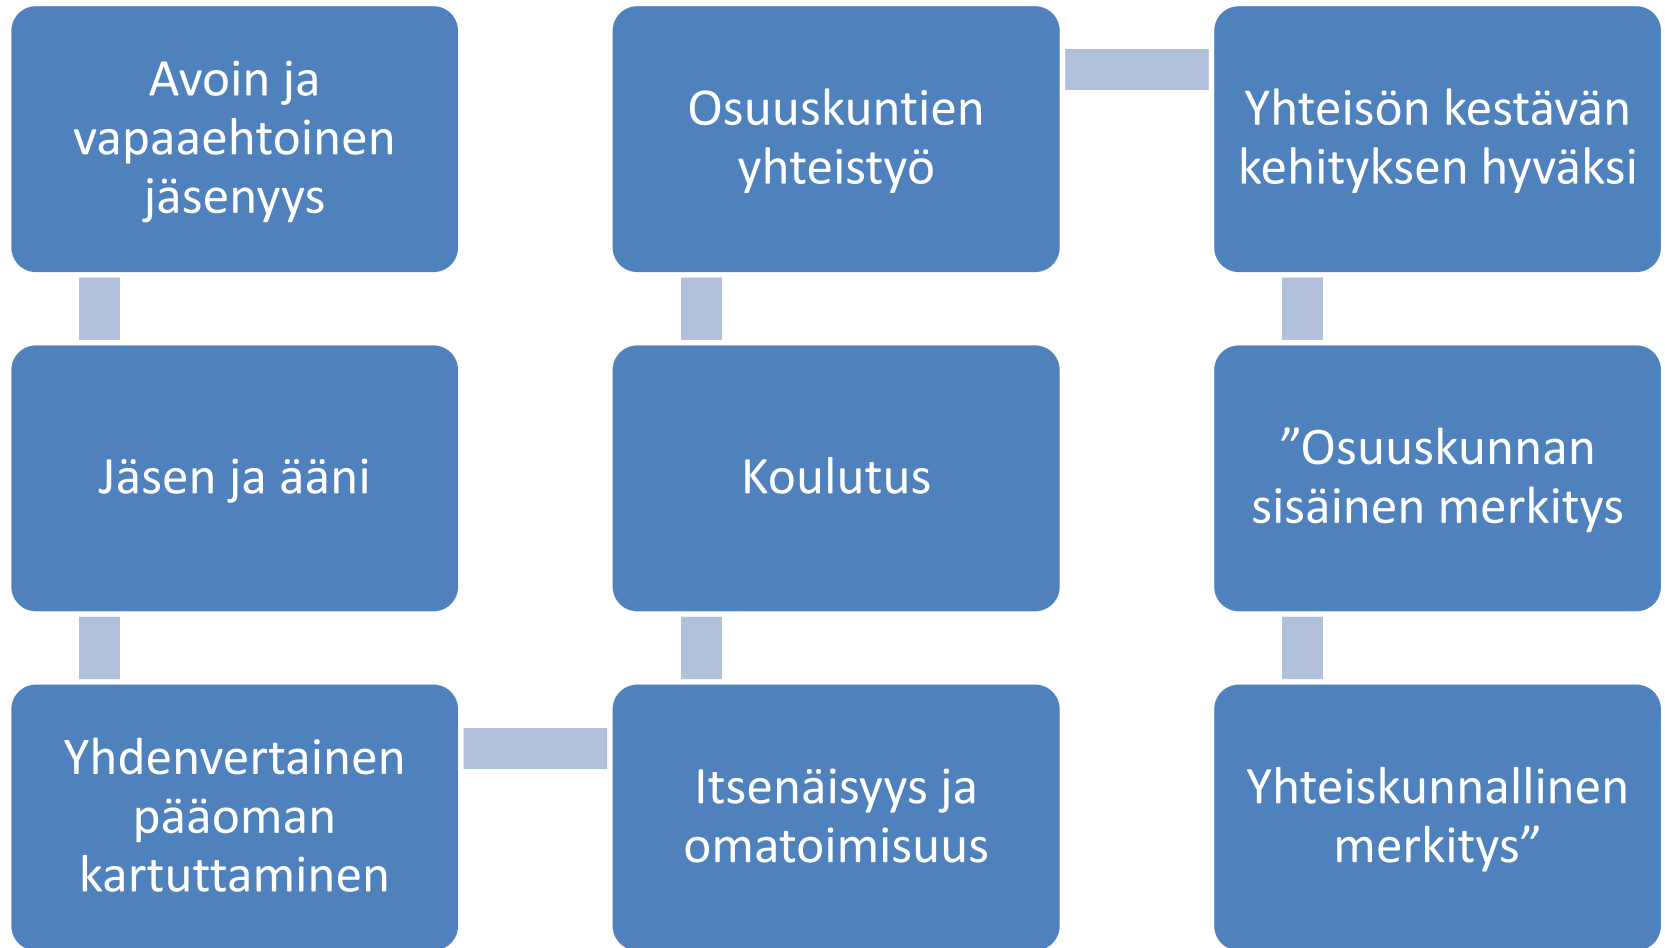 Avoin ja
vapaaehtoinen
jäsenyys
Jäsen ja ääni
Yhdenvertainen
pääoman
kartuttaminen
Itsenäisyys ja
omatoimisuus
Koulutus
Osuuskuntien
yhteistyö
Yhteisön kestävän
kehityksen hyväksi
”Osuuskunnan
sisäinen merkitys
Yhteiskunnallinen
merkitys”